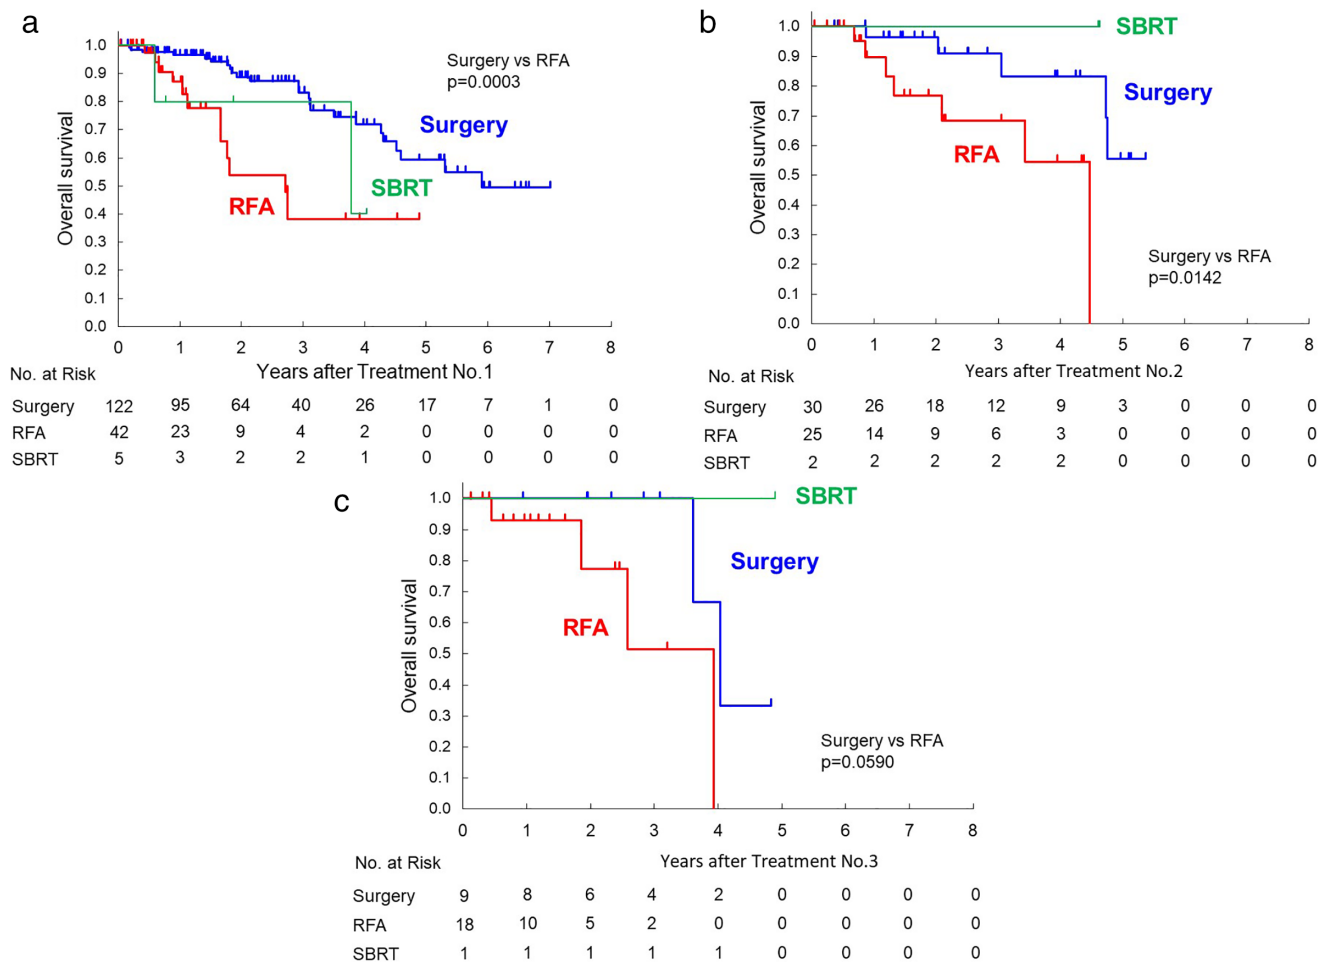 a
1.0
0.9
0.8
0.7
0.6
0.5
0.4
0.3
0.2
0.1
0.0
Overall survival
Surgery vs RFA
p=0.0003
Surgery
SBRT
RFA
0 1 2 3 4 5 6 7 8
Years after Treatment No.1
No. at Risk
Surgery 122 95 64 40 26 17 7 1 0
RFA 42 23 9 4 2 0 0 0 0
SBRT 5 3 2 2 1 0 0 0 0
b
1.0
0.9
0.8
0.7
0.6
0.5
0.4
0.3
0.2
0.1
0.0
Overall survival
SBRT
Surgery
RFA
Surgery vs RFA
p=0.0142
0 1 2 3 4 5 6 7 8
Years after Treatment No.2
No. at Risk
Surgery 30 26 18 12 9 3 0 0 0
RFA 25 14 9 6 3 0 0 0 0
SBRT 2 2 2 2 2 0 0 0 0
c
1.0
0.9
0.8
0.7
0.6
0.5
0.4
0.3
0.2
0.1
0.0
Overall survival
SBRT
Surgery
RFA
Surgery vs RFA
p=0.0590
0 1 2 3 4 5 6 7 8
Years after Treatment No.3
No. at Risk
Surgery 9 8 6 4 2 0 0 0 0
RFA 18 10 5 2 0 0 0 0 0
SBRT 1 1 1 1 1 0 0 0 0